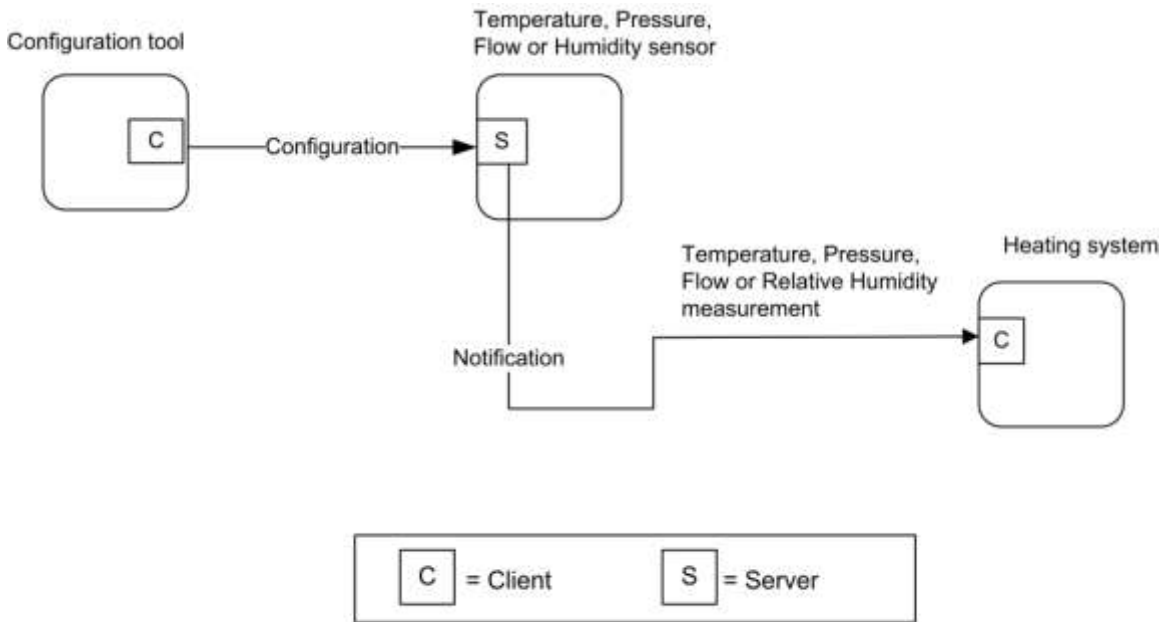 Configuration tool
Temperature, Pressure,
Flow or Humidity sensor
C
Configuration
S
Temperature, Pressure,
Flow or Relative Humidity
measurement
Heating system
C
Notification
C = Client
S = Server